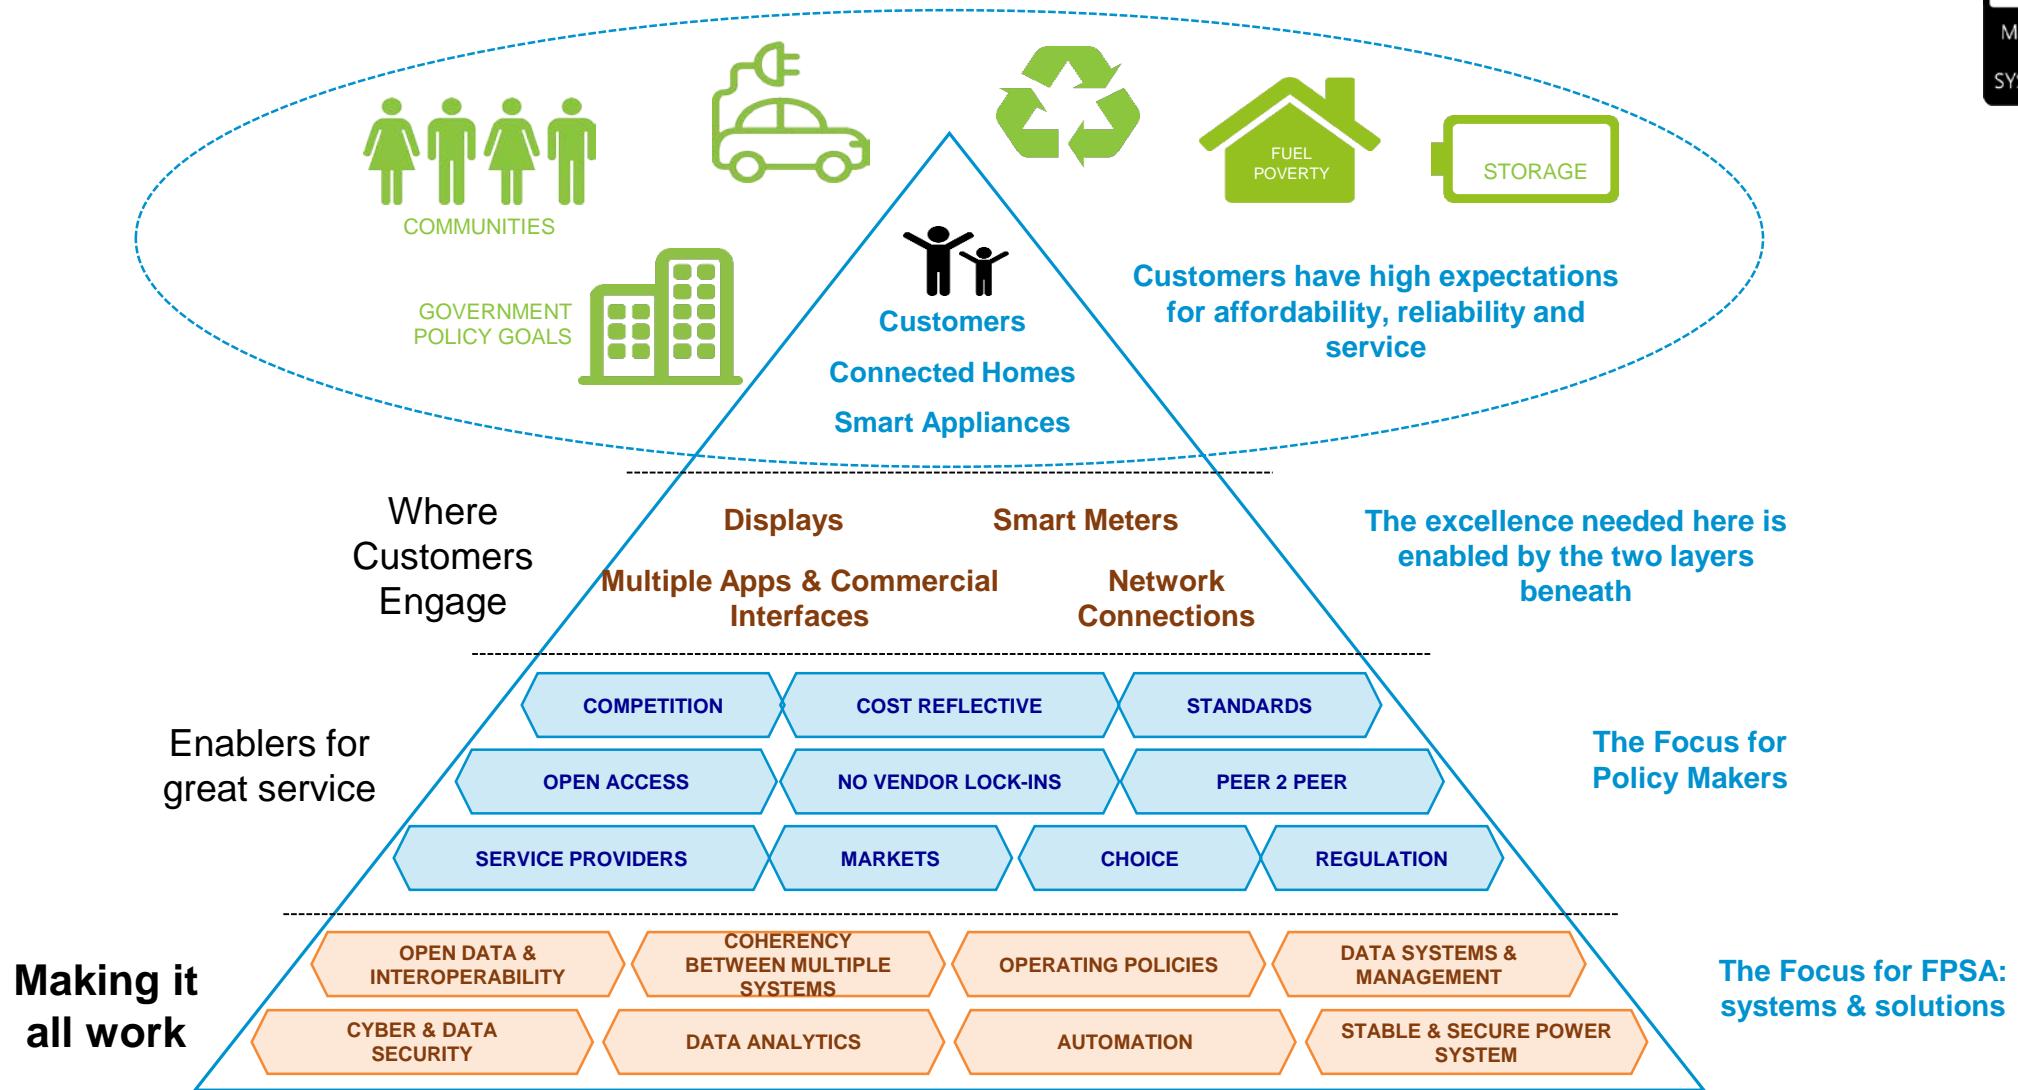 M
SYS
COMMUNITIES
FUEL
POVERTY
STORAGE
GOVERNMENT
POLICY GOALS
Customers
Connected Homes
Smart Appliances
Customers have high expectations
for affordability, reliability and
service
Where
Customers
Engage
Displays
Smart Meters
Multiple Apps & Commercial
Interfaces
Network
Connections
The excellence needed here is
enabled by the two layers
beneath
Enablers for
great service
COMPETITION
COST REFLECTIVE
STANDARDS
OPEN ACCESS
NO VENDOR LOCK-INS
PEER 2 PEER
SERVICE PROVIDERS
MARKETS
CHOICE
REGULATION
The Focus for
Policy Makers
Making it
all work
OPEN DATA &
INTEROPERABILITY
COHERENCY
BETWEEN MULTIPLE
SYSTEMS
OPERATING POLICIES
DATA SYSTEMS &
MANAGEMENT
CYBER & DATA
SECURITY
DATA ANALYTICS
AUTOMATION
STABLE & SECURE POWER
SYSTEM
The Focus for FPSA:
systems & solutions